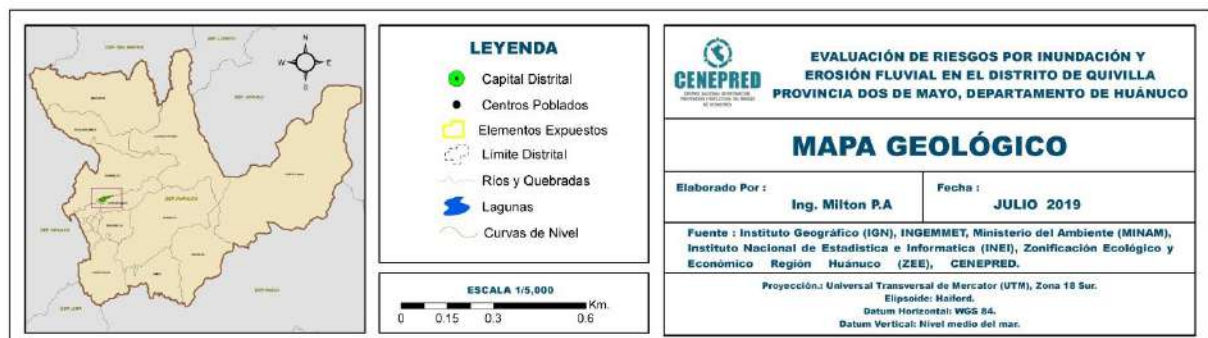 N
W E
S
LEYENDA
Capital Distrital
Centros Poblados
Elementos Expuestos
Límite Distrital
Ríos y Quebradas
Lagunas
Curvas de Nivel
ESCALA 1/5,000
Km.
0 0.15 0.3 0.6
CENEPRED
EVALUACIÓN DE RIESGOS POR INUNDACIÓN Y
EROSIÓN FLUVIAL EN EL DISTRITO DE QUIVILLA
PROVINCIA DOS DE MAYO, DEPARTAMENTO DE HUÁNUCO
MAPA GEOLÓGICO
Elaborado Por :
Ing. Milton P.A
Fecha :
JULIO 2019
Fuente : Instituto Geográfico (IGN), INGEMMET, Ministerio del Ambiente (MINAM),
Instituto Nacional de Estadistica e Informatica (INEI), Zonificación Ecológico y
Económico Región Huánuco (ZEE), CENEPRED.
Proyección.: Universal Transversal de Mercator (UTM), Zona 18 Sur.
Elipsoide: Haiford.
Datum Horizontal: WGS 84.
Datum Vertical: Nivel medio del mar.